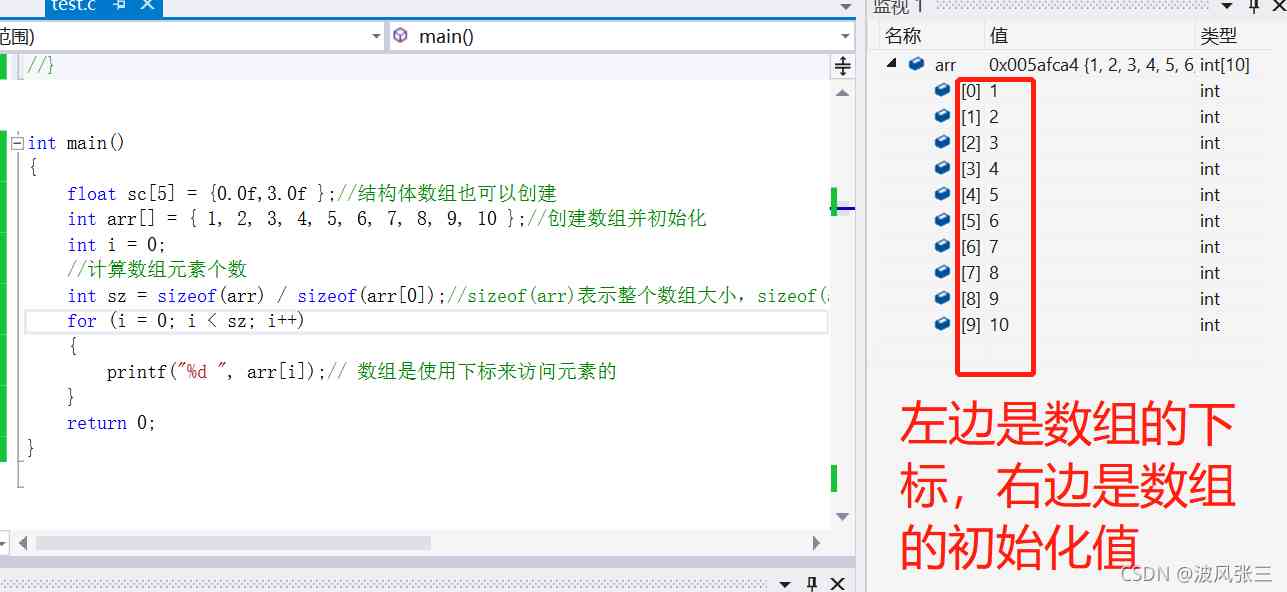 test.c
范围)
main()
//}
int main()
{
float sc[5] = {0.0f,3.0f };//结构体数组也可以创建
int arr[] = { 1, 2, 3, 4, 5, 6, 7, 8, 9, 10 };//创建数组并初始化
int i = 0;
//计算数组元素个数
int sz = sizeof(arr) / sizeof(arr[0]);//sizeof(arr)表示整个数组大小，sizeof(a
for (i = 0; i < sz; i++)
{
printf("%d ", arr[i]);// 数组是使用下标来访问元素的
}
return 0;
}
监视 1
名称 值 类型
arr 0x005afca4 {1, 2, 3, 4, 5, 6, int[10]
[0] 1 int
[1] 2 int
[2] 3 int
[3] 4 int
[4] 5 int
[5] 6 int
[6] 7 int
[7] 8 int
[8] 9 int
[9] 10 int
左边是数组的下
标，右边是数组
的初始化值
CSDN @波风张三